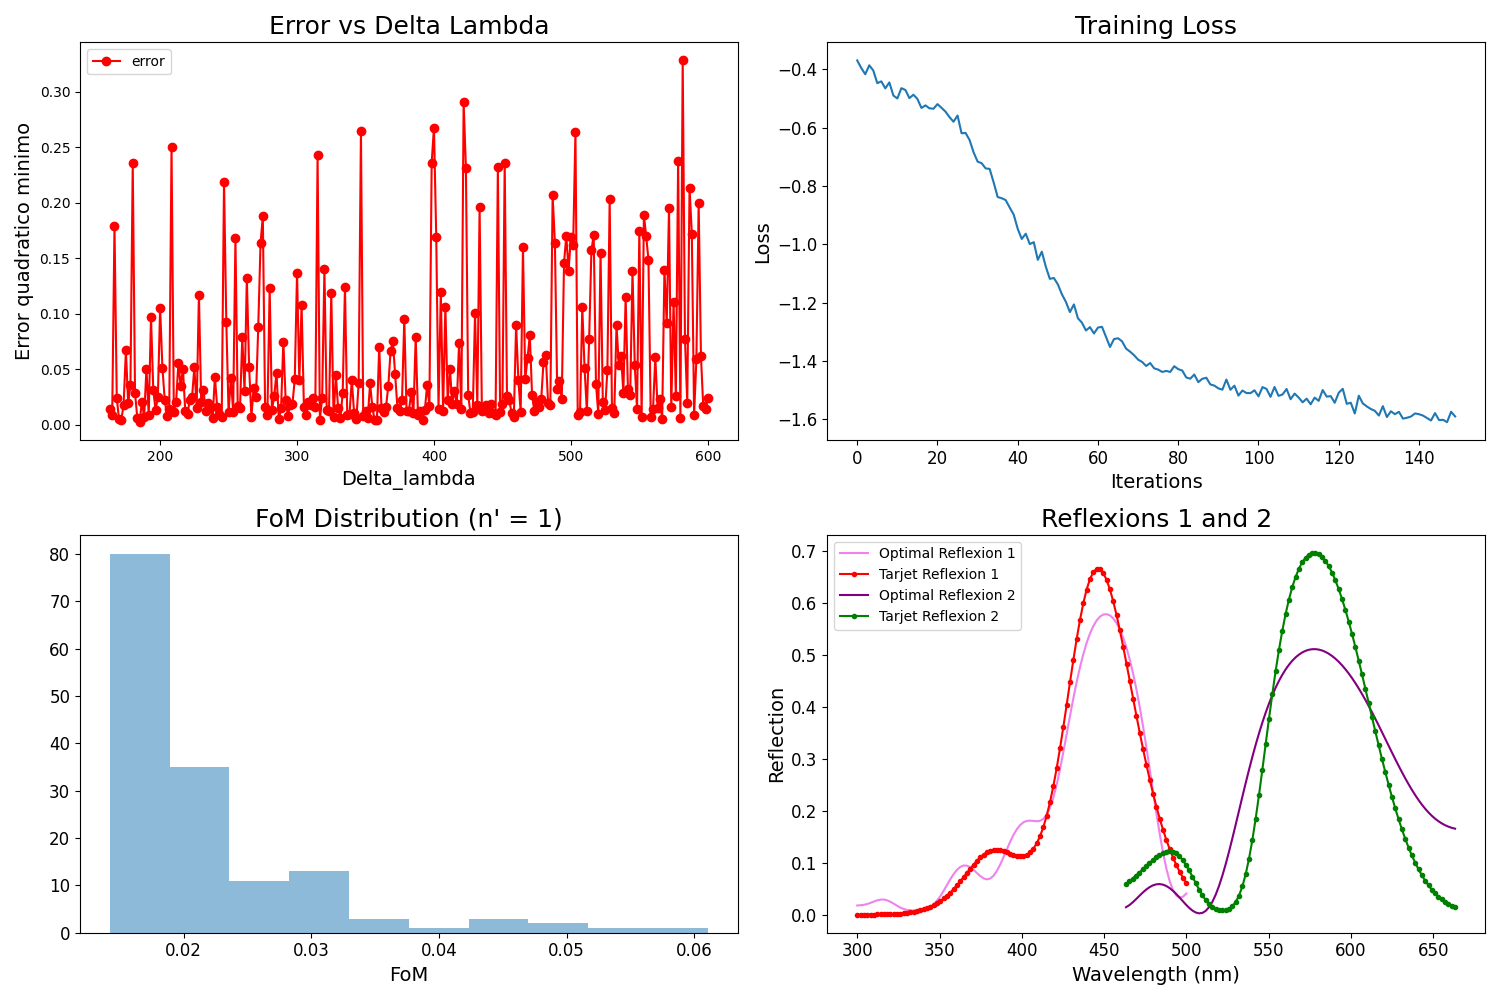 Error vs Delta Lambda
error
Error quadratico minimo
0.30
0.25
0.20
0.15
0.10
0.05
0.00
200 300 400 500 600
Delta_lambda
Training Loss
Loss
−0.4
−0.6
−0.8
−1.0
−1.2
−1.4
−1.6
0 20 40 60 80 100 120 140
Iterations
FoM Distribution (n' = 1)
80
70
60
50
40
30
20
10
0
0.02 0.03 0.04 0.05 0.06
FoM
Reflexions 1 and 2
Optimal Reflexion 1
Tarjet Reflexion 1
Optimal Reflexion 2
Tarjet Reflexion 2
Reflection
0.7
0.6
0.5
0.4
0.3
0.2
0.1
0.0
300 350 400 450 500 550 600 650
Wavelength (nm)